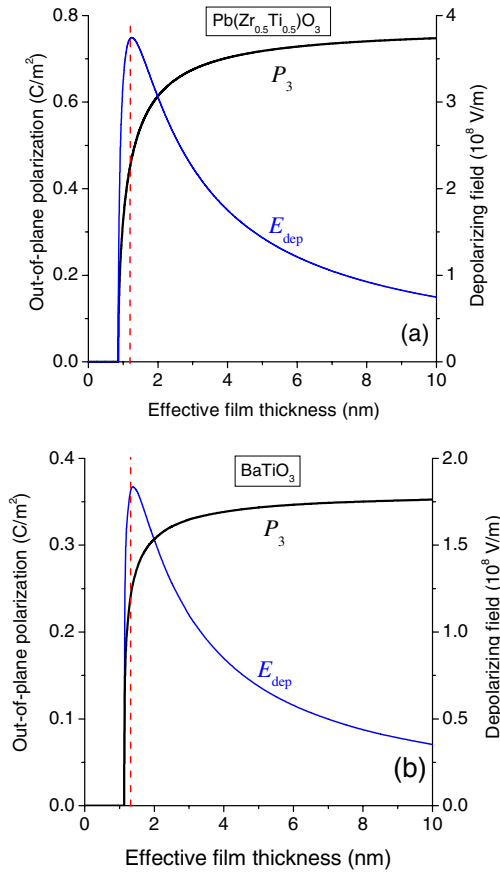 Pb(Zr0.5Ti0.5)O3
Out-of-plane polarization (C/m²)
0.8
0.6
0.4
0.2
0.0
P3
Edep
(a)
4
3
2
1
0
Depolarizing field (10⁸ V/m)
0 2 4 6 8 10
Effective film thickness (nm)
BaTiO3
Out-of-plane polarization (C/m²)
0.4
0.3
0.2
0.1
0.0
P3
Edep
(b)
2.0
1.5
1.0
0.5
0.0
Depolarizing field (10⁸ V/m)
0 2 4 6 8 10
Effective film thickness (nm)